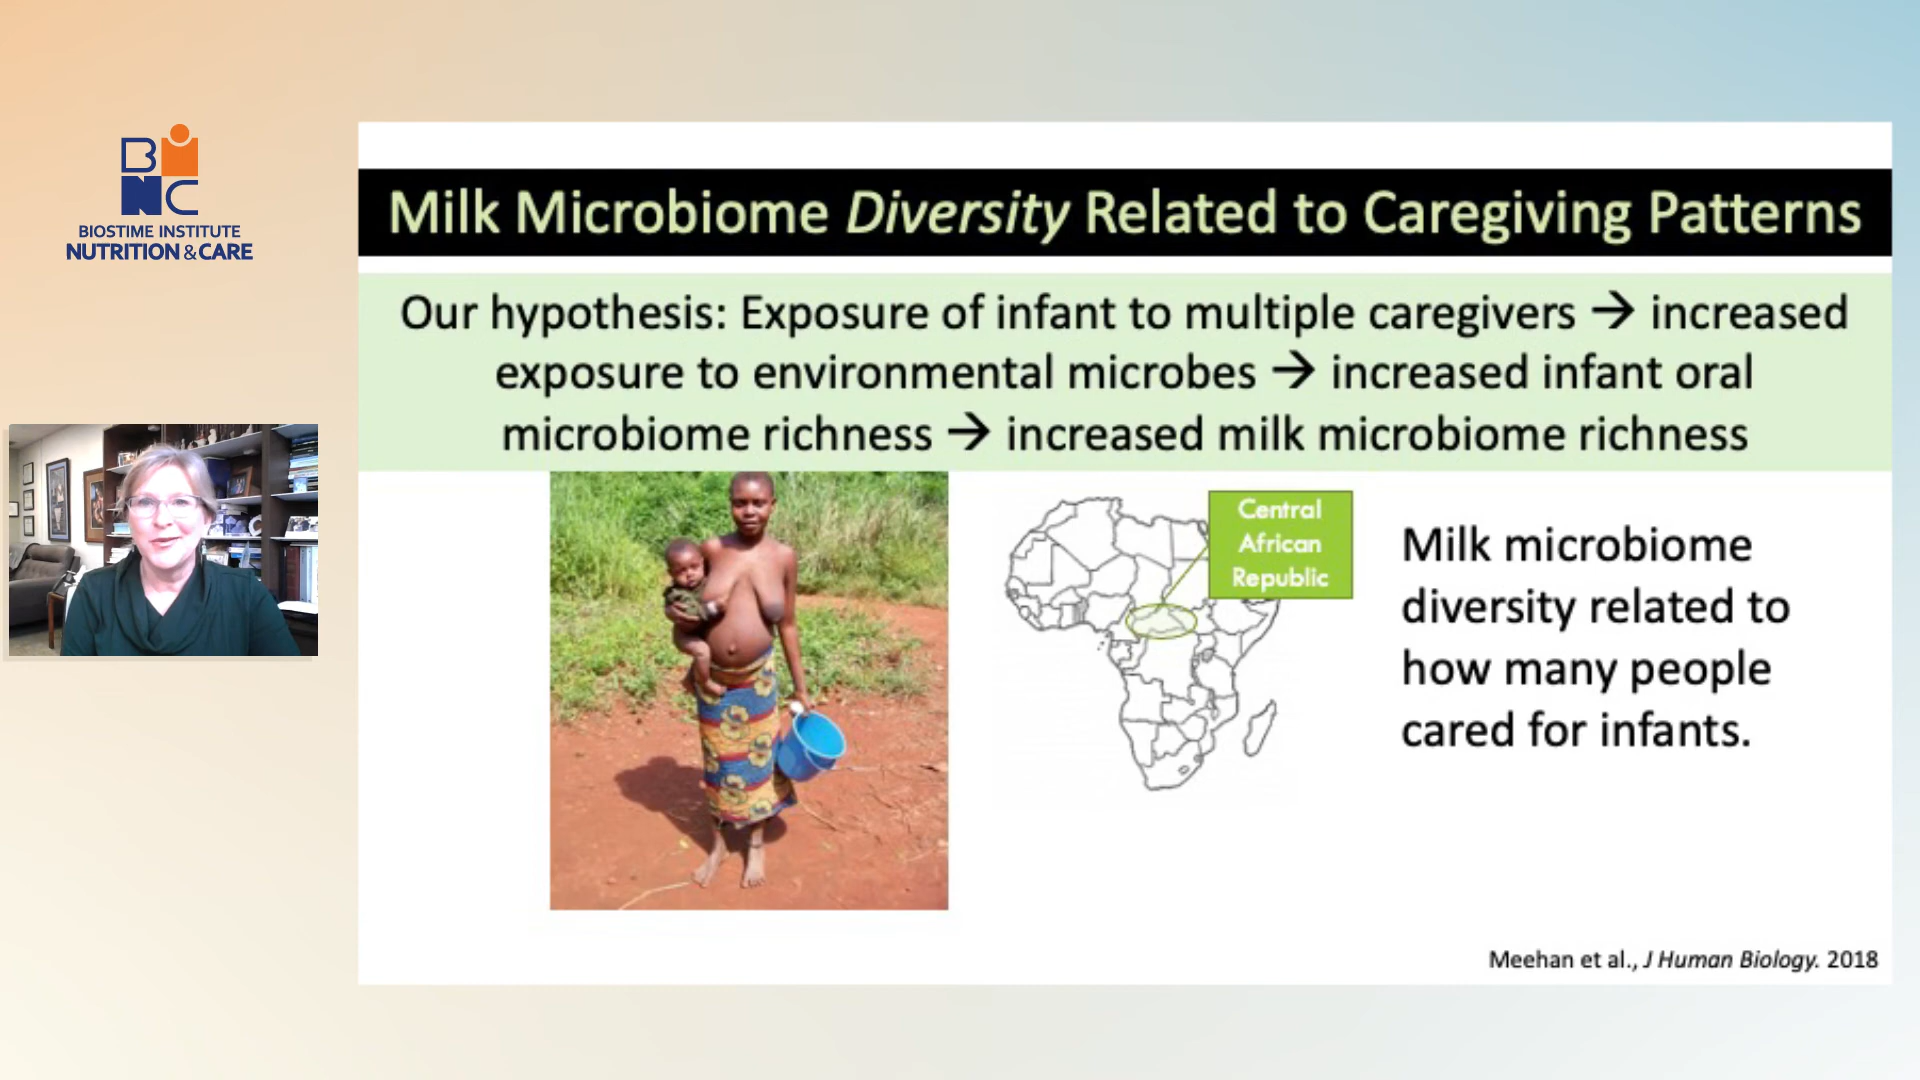 BINC
BIOSTIME INSTITUTE
NUTRITION & CARE
Milk Microbiome Diversity Related to Caregiving Patterns
Our hypothesis: Exposure of infant to multiple caregivers → increased
exposure to environmental microbes → increased infant oral
microbiome richness → increased milk microbiome richness
Central
African
Republic
Milk microbiome
diversity related to
how many people
cared for infants.
Meehan et al., J Human Biology. 2018